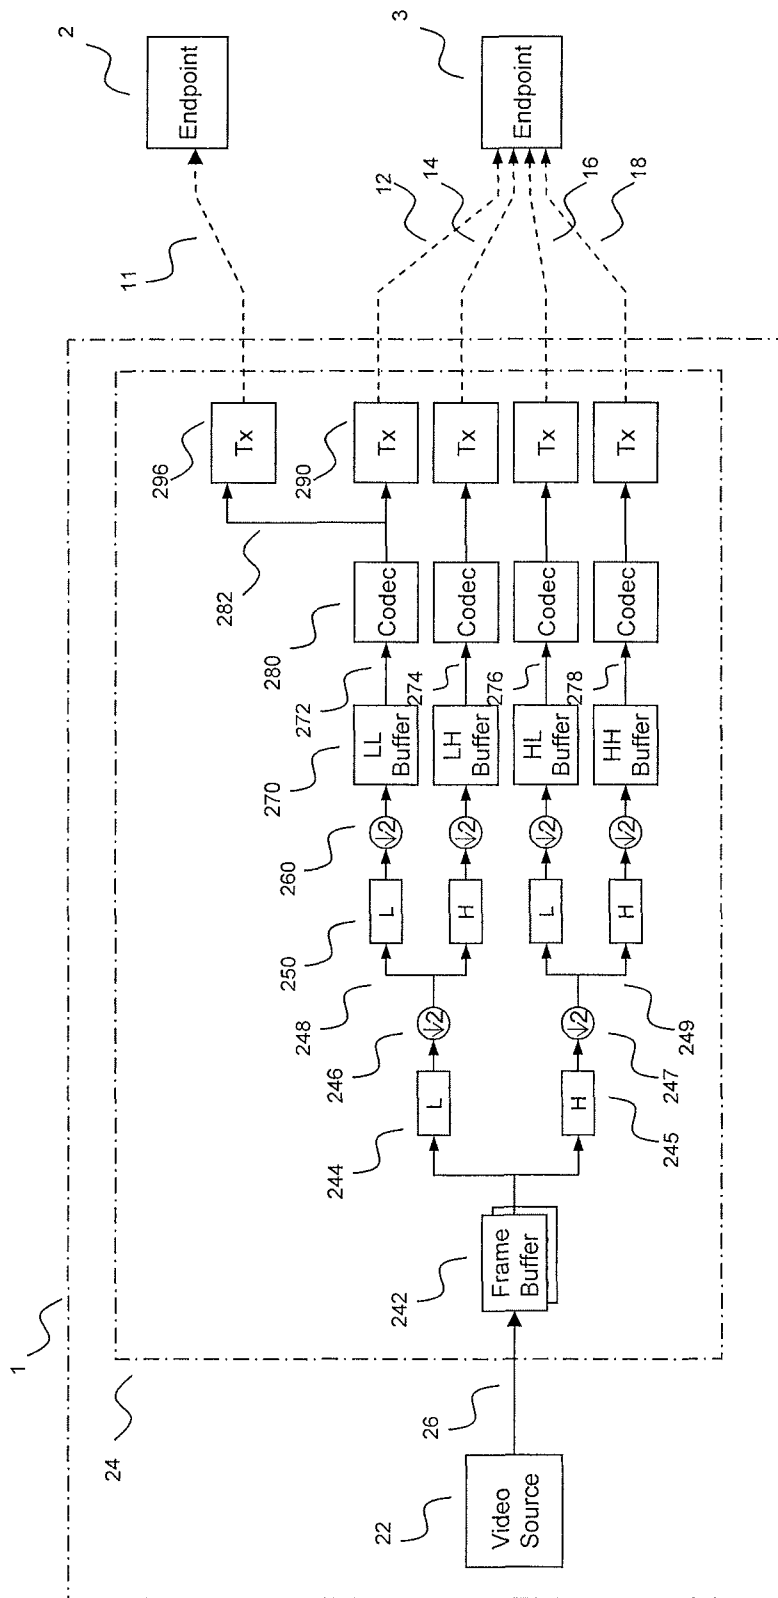 1
24
22
Video
Source
26
242
Frame
Buffer
244
L
246
↓2
248
245
H
247
↓2
249
250
L
260
↓2
270
LL
Buffer
272
280
Codec
282
296
Tx
290
Tx
H
↓2
LH
Buffer
274
Codec
Tx
L
↓2
HL
Buffer
276
Codec
Tx
H
↓2
HH
Buffer
278
Codec
Tx
11
2
Endpoint
12
14
16
18
3
Endpoint